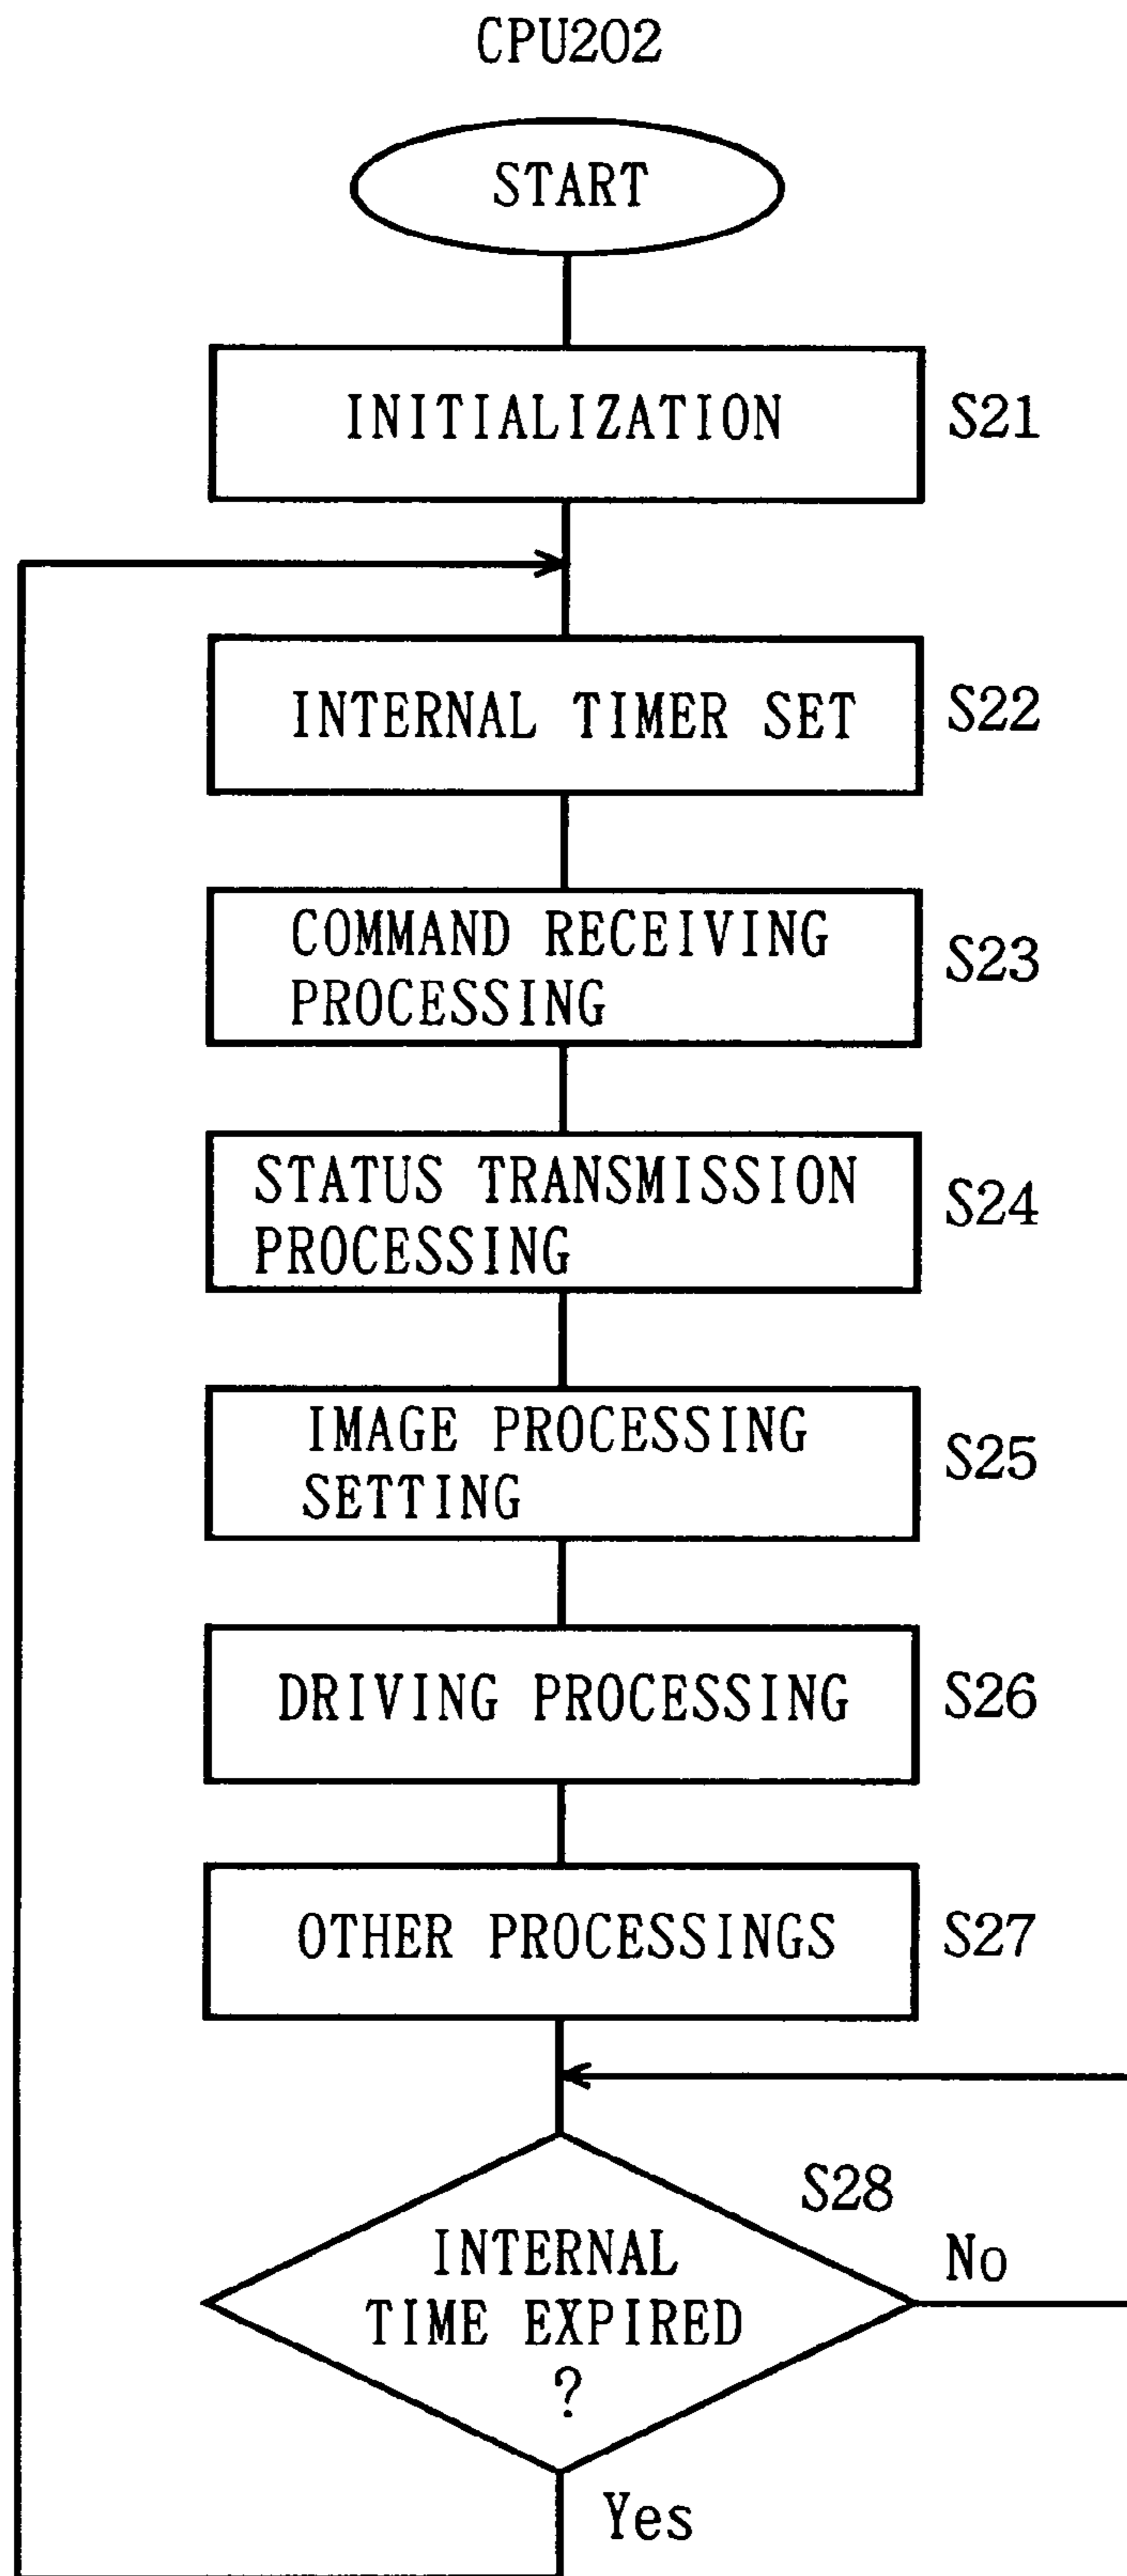 CPU202
START
INITIALIZATION
S21
INTERNAL TIMER SET
S22
COMMAND RECEIVING
PROCESSING
S23
STATUS TRANSMISSION
PROCESSING
S24
IMAGE PROCESSING
SETTING
S25
DRIVING PROCESSING
S26
OTHER PROCESSINGS
S27
S28
INTERNAL
TIME EXPIRED
?
No
Yes